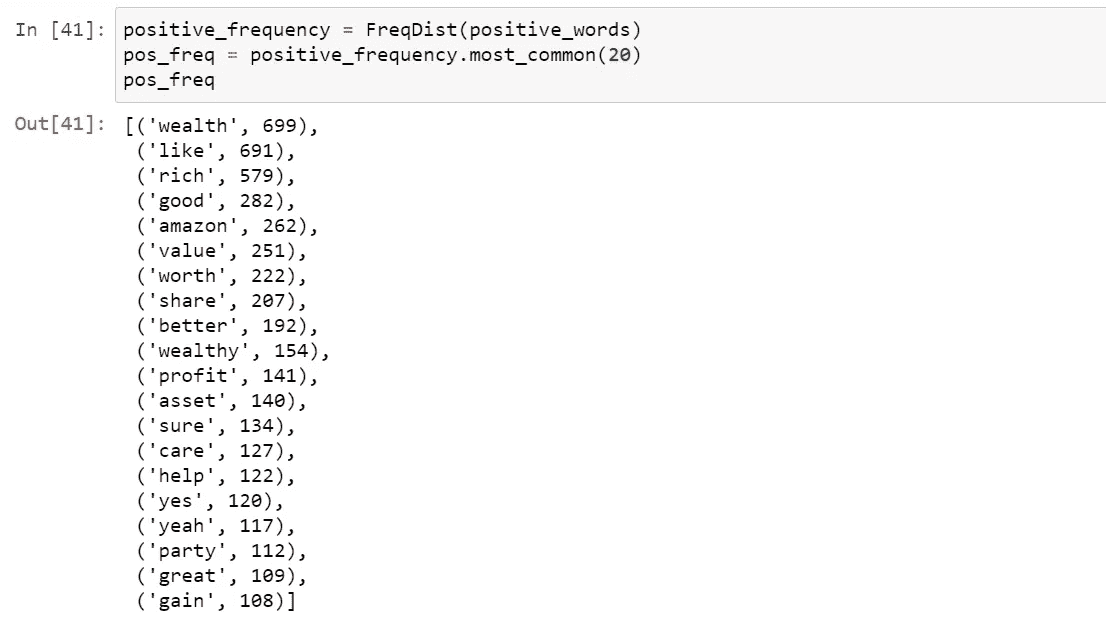 In [41]: positive_frequency = FreqDist(positive_words)
pos_freq = positive_frequency.most_common(20)
pos_freq
Out[41]: [('wealth', 699),
('like', 691),
('rich', 579),
('good', 282),
('amazon', 262),
('value', 251),
('worth', 222),
('share', 207),
('better', 192),
('wealthy', 154),
('profit', 141),
('asset', 140),
('sure', 134),
('care', 127),
('help', 122),
('yes', 120),
('yeah', 117),
('party', 112),
('great', 109),
('gain', 108)]